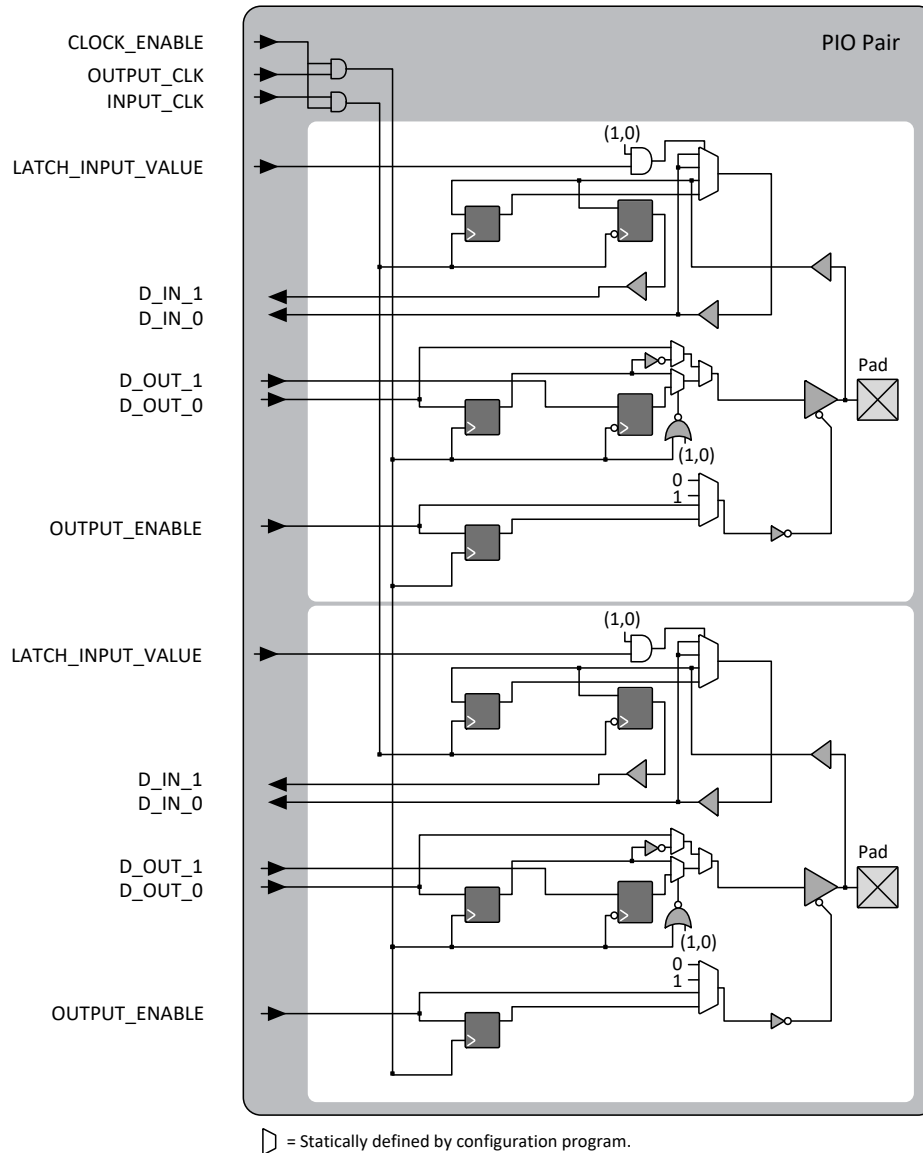 PIO Pair
CLOCK_ENABLE
OUTPUT_CLK
INPUT_CLK
(1,0)
LATCH_INPUT_VALUE
D_IN_1
D_IN_0
D_OUT_1
D_OUT_0
Pad
(1,0)
0
1
OUTPUT_ENABLE
(1,0)
LATCH_INPUT_VALUE
D_IN_1
D_IN_0
D_OUT_1
D_OUT_0
Pad
(1,0)
0
1
OUTPUT_ENABLE
= Statically defined by configuration program.